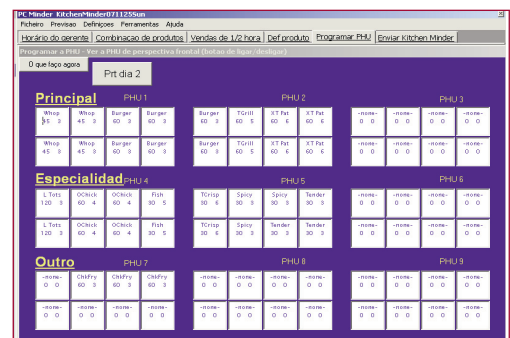 PC Minder KitchenMinder071125Sun
Ficheiro Previsao Definiçoes Ferramentas Ajuda
Horário do gerente Combinaçao de produtos Vendas de 1/2 hora Def produto Programar PHU Enviar Kitchen Minder
Programar a PHU - Ver a PHU de perspectiva frontal (botao de ligar/desligar)
O que faço agora Prt dia 2
Principal PHU 1 PHU 2 PHU 3
Whop Whop Burger Burger Burger TGrill XT Pat XT Pat -none- -none- -none- -none-
45 3 45 3 60 3 60 3 60 3 60 5 60 6 60 6 0 0 0 0 0 0 0 0
Whop Whop Burger Burger Burger TGrill XT Pat XT Pat -none- -none- -none- -none-
45 3 45 3 60 3 60 3 60 3 60 5 60 6 60 6 0 0 0 0 0 0 0 0
Especialidad PHU 4 PHU 5 PHU 6
L Tots OChick OChick Fish TCrisp Spicy Spicy Tender -none- -none- -none- -none-
120 3 60 4 60 4 30 5 30 6 30 3 30 3 30 3 0 0 0 0 0 0 0 0
L Tots OChick OChick Fish TCrisp Spicy Tender Tender -none- -none- -none- -none-
120 3 60 4 60 4 30 5 30 6 30 3 30 3 30 3 0 0 0 0 0 0 0 0
Outro PHU 7 PHU 8 PHU 9
-none- ChkFry ChkFry ChkFry -none- -none- -none- -none- -none- -none- -none- -none-
0 0 60 3 60 3 60 3 0 0 0 0 0 0 0 0 0 0 0 0 0 0 0 0
-none- -none- -none- -none- -none- -none- -none- -none- -none- -none- -none- -none-
0 0 0 0 0 0 0 0 0 0 0 0 0 0 0 0 0 0 0 0 0 0 0 0